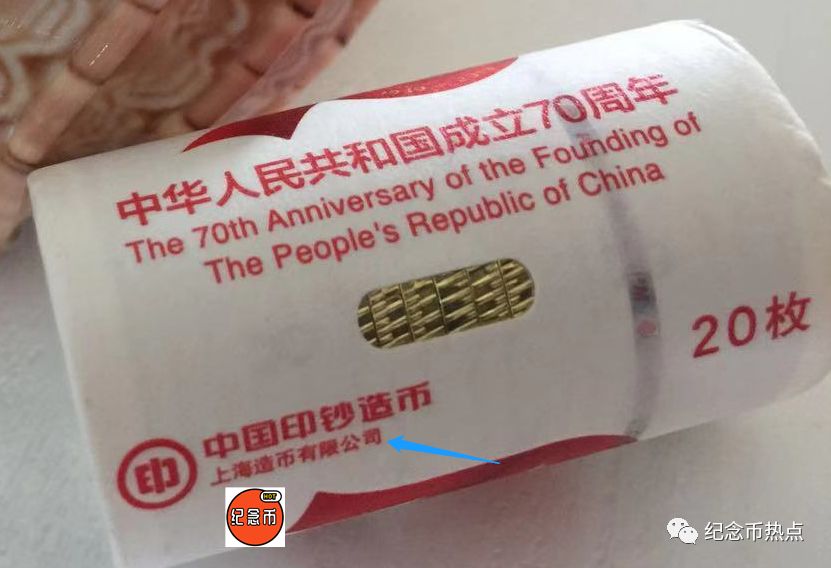 中华人民共和国成立70周年
The 70th Anniversary of the Founding of
The People's Republic of China
20枚
中国印钞造币
上海造币有限公司
HOT
纪念币
纪念币热点